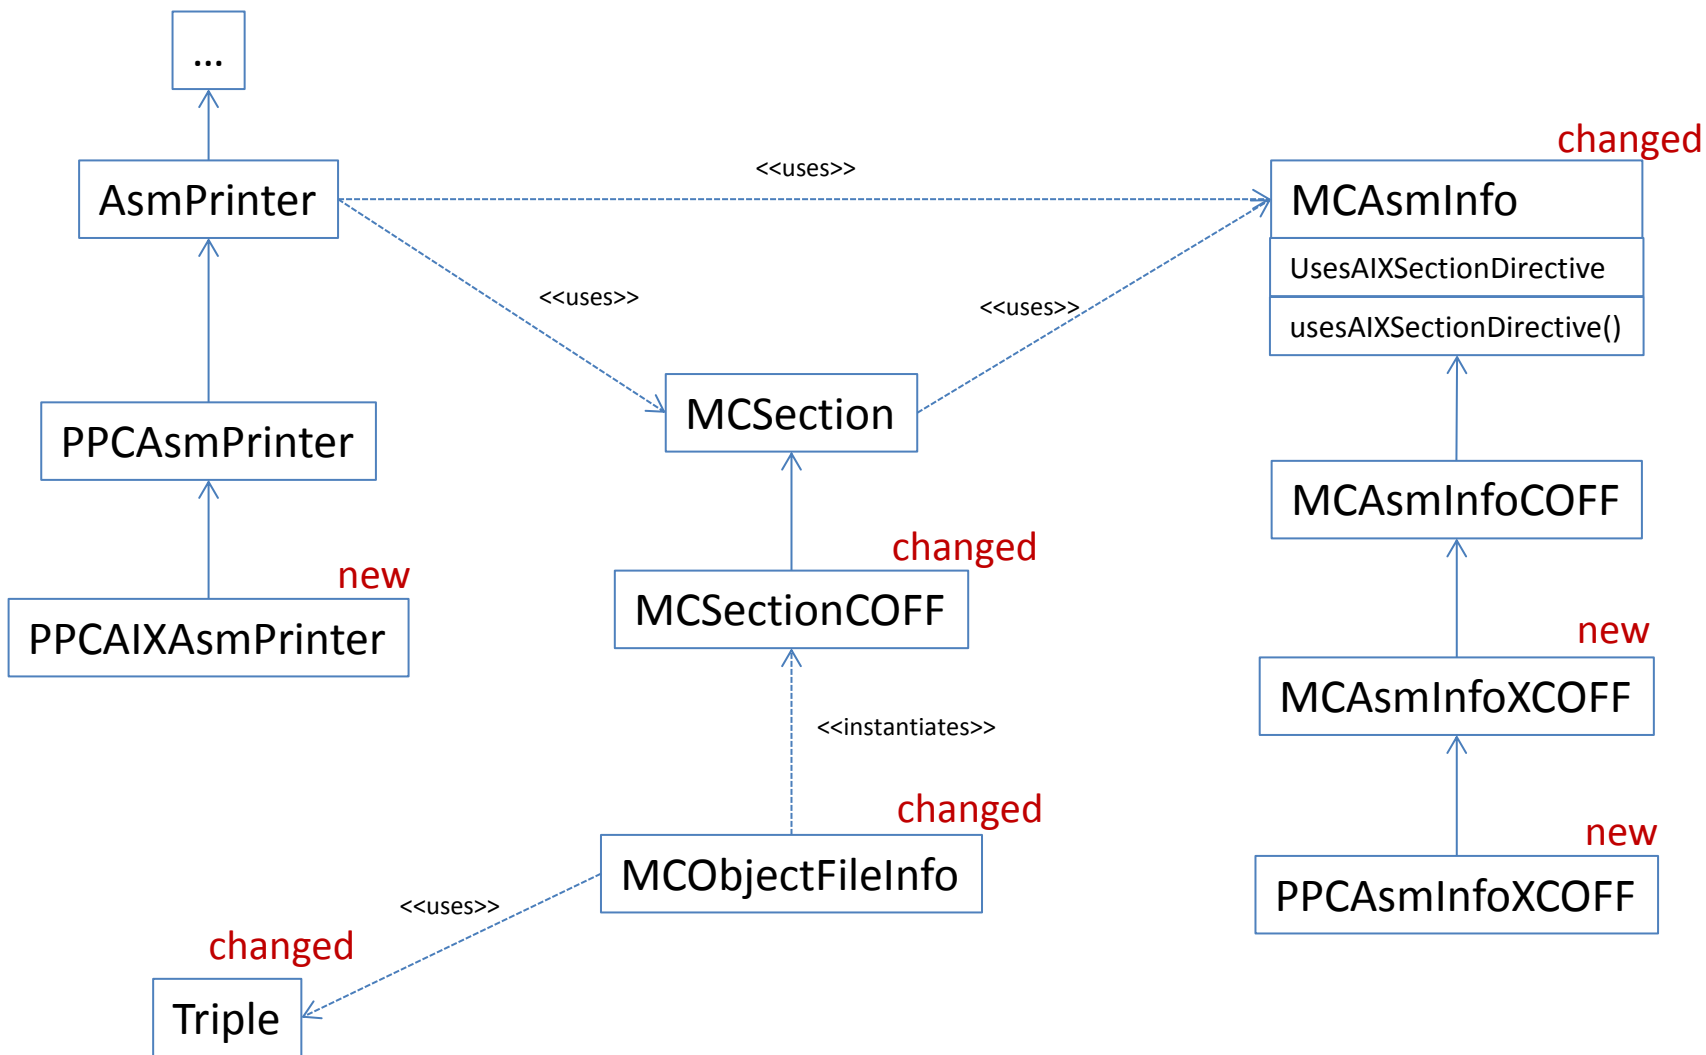 ...
changed
<<uses>>
AsmPrinter
MCAsmInfo
UsesAIXSectionDirective
<<uses>>
<<uses>>
usesAIXSectionDirective()
MCSection
PPCAsmPrinter
MCAsmInfoCOFF
changed
new
MCSectionCOFF
PPCAIXAsmPrinter
new
MCAsmInfoXCOFF
<<instantiates>>
changed
new
MCObjectFileInfo
PPCAsmInfoXCOFF
<<uses>>
changed
Triple